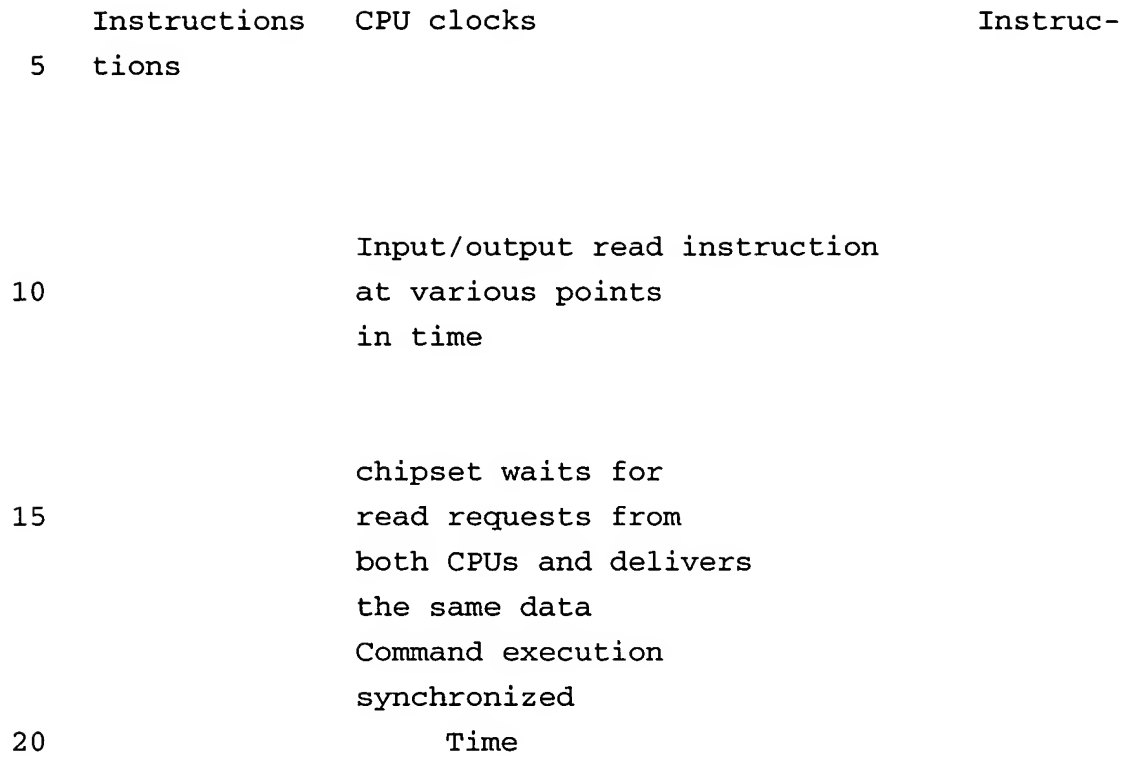 Instructions CPU clocks Instruc-
5 tions
Input/output read instruction
10 at various points
in time
chipset waits for
15 read requests from
both CPUs and delivers
the same data
Command execution
synchronized
20 Time